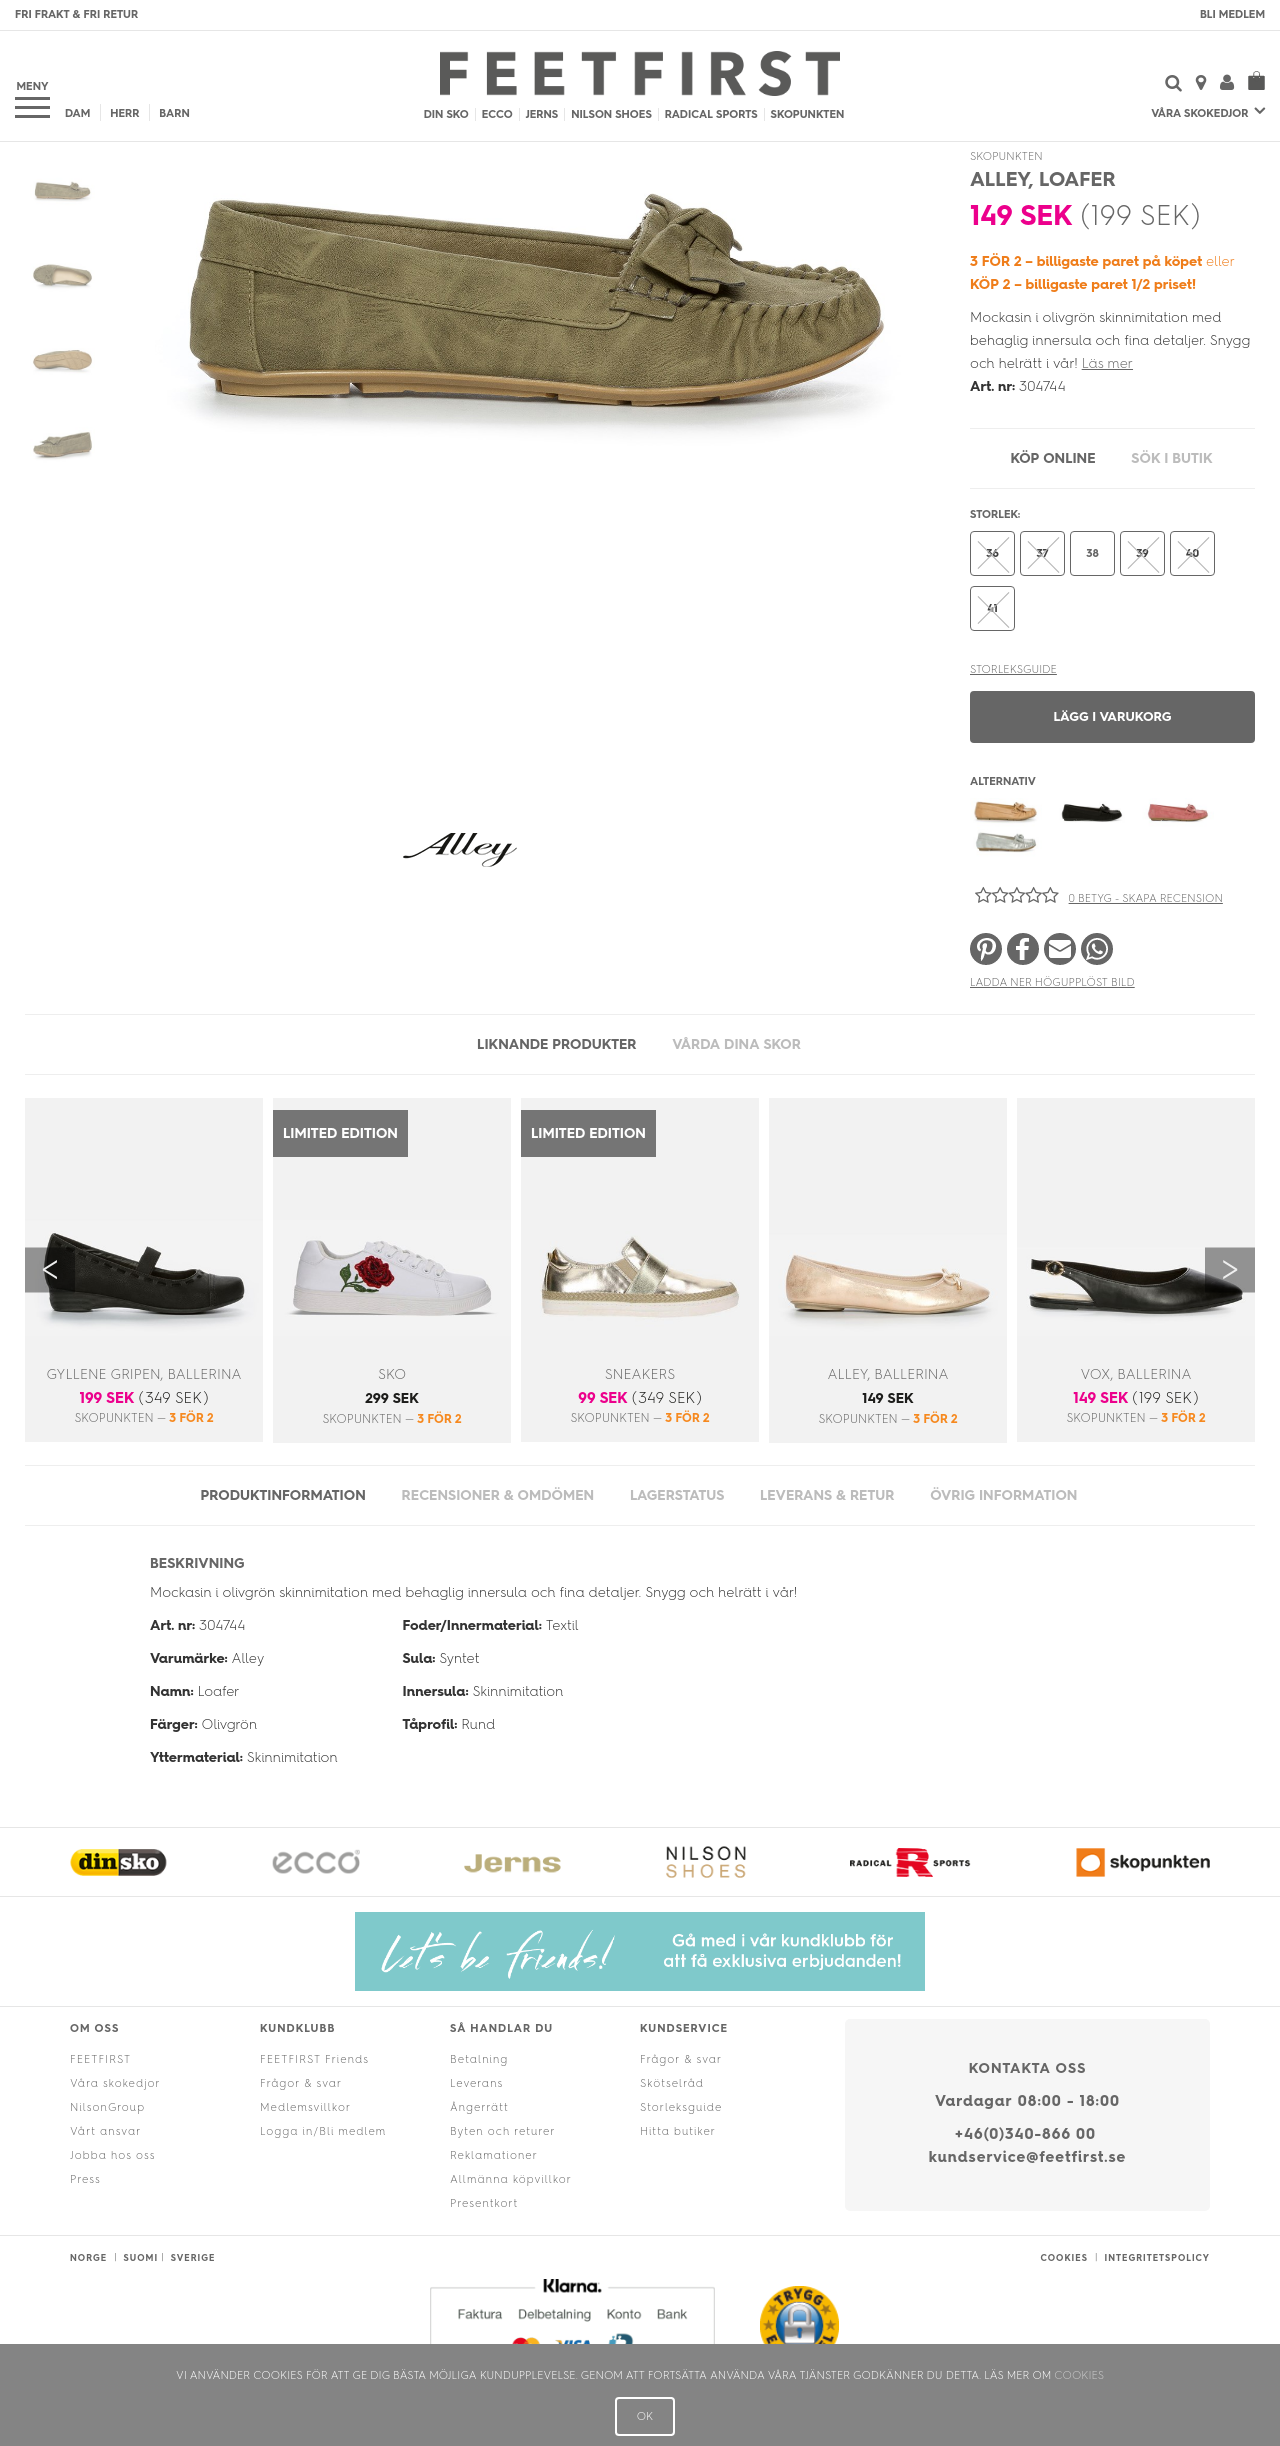 FRI FRAKT & FRI RETUR
BLI MEDLEM
MENY
DAM HERR BARN
FEETFIRST
DIN SKO ECCO JERNS NILSON SHOES RADICAL SPORTS SKOPUNKTEN
VÅRA SKOKEDJOR
SKOPUNKTEN
ALLEY, LOAFER
149 SEK (199 SEK)
3 FÖR 2 – billigaste paret på köpet eller
KÖP 2 – billigaste paret 1/2 priset!
Mockasin i olivgrön skinnimitation med
behaglig innersula och fina detaljer. Snygg
och helrätt i vår! Läs mer
Art. nr: 304744
KÖP ONLINE SÖK I BUTIK
STORLEK:
36 37 38 39 40
41
STORLEKSGUIDE
LÄGG I VARUKORG
ALTERNATIV
Alley
0 BETYG - SKAPA RECENSION
LADDA NER HÖGUPPLÖST BILD
LIKNANDE PRODUKTER VÅRDA DINA SKOR
LIMITED EDITION LIMITED EDITION
GYLLENE GRIPEN, BALLERINA
199 SEK (349 SEK)
SKOPUNKTEN — 3 FÖR 2
SKO
299 SEK
SKOPUNKTEN — 3 FÖR 2
SNEAKERS
99 SEK (349 SEK)
SKOPUNKTEN — 3 FÖR 2
ALLEY, BALLERINA
149 SEK
SKOPUNKTEN — 3 FÖR 2
VOX, BALLERINA
149 SEK (199 SEK)
SKOPUNKTEN — 3 FÖR 2
PRODUKTINFORMATION RECENSIONER & OMDÖMEN LAGERSTATUS LEVERANS & RETUR ÖVRIG INFORMATION
BESKRIVNING
Mockasin i olivgrön skinnimitation med behaglig innersula och fina detaljer. Snygg och helrätt i vår!
Art. nr: 304744
Varumärke: Alley
Namn: Loafer
Färger: Olivgrön
Yttermaterial: Skinnimitation
Foder/Innermaterial: Textil
Sula: Syntet
Innersula: Skinnimitation
Tåprofil: Rund
dinsko ecco Jerns NILSON SHOES RADICAL R SPORTS skopunkten
Let's be friends!
Gå med i vår kundklubb för
att få exklusiva erbjudanden!
OM OSS
FEETFIRST
Våra skokedjor
NilsonGroup
Vårt ansvar
Jobba hos oss
Press
KUNDKLUBB
FEETFIRST Friends
Frågor & svar
Medlemsvillkor
Logga in/Bli medlem
SÅ HANDLAR DU
Betalning
Leverans
Ångerrätt
Byten och returer
Reklamationer
Allmänna köpvillkor
Presentkort
KUNDSERVICE
Frågor & svar
Skötselråd
Storleksguide
Hitta butiker
KONTAKTA OSS
Vardagar 08:00 - 18:00
+46(0)340-866 00
kundservice@feetfirst.se
NORGE SUOMI SVERIGE
COOKIES INTEGRITETSPOLICY
Klarna.
Faktura Delbetalning Konto Bank
VISA
TRYGG
VI ANVÄNDER COOKIES FÖR ATT GE DIG BÄSTA MÖJLIGA KUNDUPPLEVELSE. GENOM ATT FORTSÄTTA ANVÄNDA VÅRA TJÄNSTER GODKÄNNER DU DETTA. LÄS MER OM COOKIES
OK